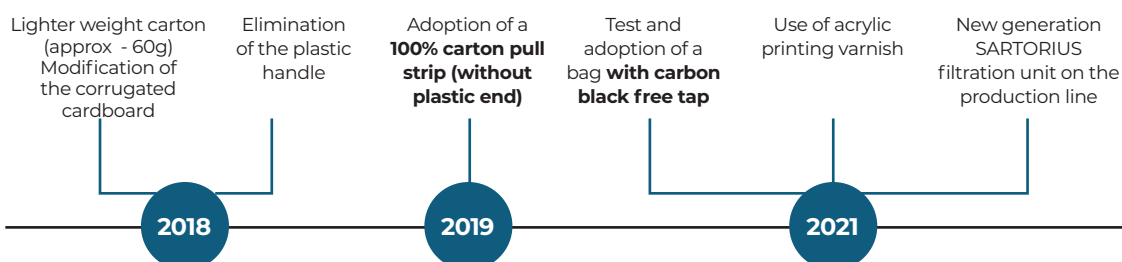 Lighter weight carton
(approx - 60g)
Modification of
the corrugated
cardboard
Elimination
of the plastic
handle
Adoption of a
100% carton pull
strip (without
plastic end)
Test and
adoption of a
bag with carbon
black free tap
Use of acrylic
printing varnish
New generation
SARTORIUS
filtration unit on the
production line
2018
2019
2021